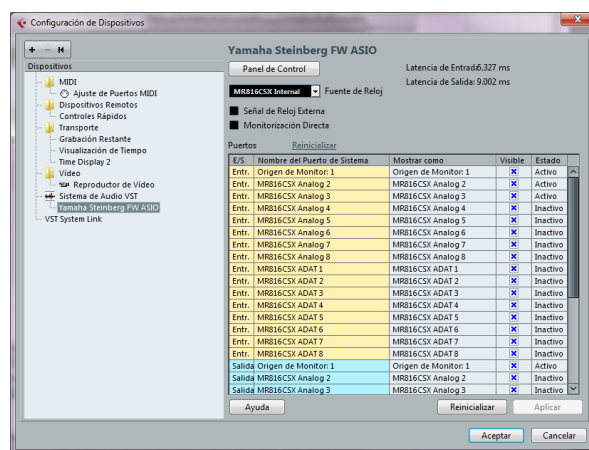 Configuración de Dispositivos
Yamaha Steinberg FW ASIO
Dispositivos
MIDI
Ajuste de Puertos MIDI
Dispositivos Remotos
Controles Rápidos
Transporte
Grabación Restante
Visualización de Tiempo
Time Display 2
Vídeo
Reproductor de Vídeo
Sistema de Audio VST
Yamaha Steinberg FW ASIO
VST System Link
Panel de Control
Latencia de Entrad:6.327 ms
Latencia de Salida: 9.002 ms
MR816CSX Internal Fuente de Reloj
Señal de Reloj Externa
Monitorización Directa
Puertos Reinicializar
E/S Nombre del Puerto de Sistema Mostrar como Visible Estado
Entr. Origen de Monitor: 1 Origen de Monitor: 1 Activo
Entr. MR816CSX Analog 2 MR816CSX Analog 2 Activo
Entr. MR816CSX Analog 3 MR816CSX Analog 3 Activo
Entr. MR816CSX Analog 4 MR816CSX Analog 4 Inactivo
Entr. MR816CSX Analog 5 MR816CSX Analog 5 Inactivo
Entr. MR816CSX Analog 6 MR816CSX Analog 6 Inactivo
Entr. MR816CSX Analog 7 MR816CSX Analog 7 Inactivo
Entr. MR816CSX Analog 8 MR816CSX Analog 8 Inactivo
Entr. MR816CSX ADAT 1 MR816CSX ADAT 1 Inactivo
Entr. MR816CSX ADAT 2 MR816CSX ADAT 2 Inactivo
Entr. MR816CSX ADAT 3 MR816CSX ADAT 3 Inactivo
Entr. MR816CSX ADAT 4 MR816CSX ADAT 4 Inactivo
Entr. MR816CSX ADAT 5 MR816CSX ADAT 5 Inactivo
Entr. MR816CSX ADAT 6 MR816CSX ADAT 6 Inactivo
Entr. MR816CSX ADAT 7 MR816CSX ADAT 7 Inactivo
Entr. MR816CSX ADAT 8 MR816CSX ADAT 8 Inactivo
Salida Origen de Monitor: 1 Origen de Monitor: 1 Activo
Salida MR816CSX Analog 2 MR816CSX Analog 2 Inactivo
Salida MR816CSX Analog 3 MR816CSX Analog 3 Inactivo
Ayuda Reinicializar Aplicar
Aceptar Cancelar